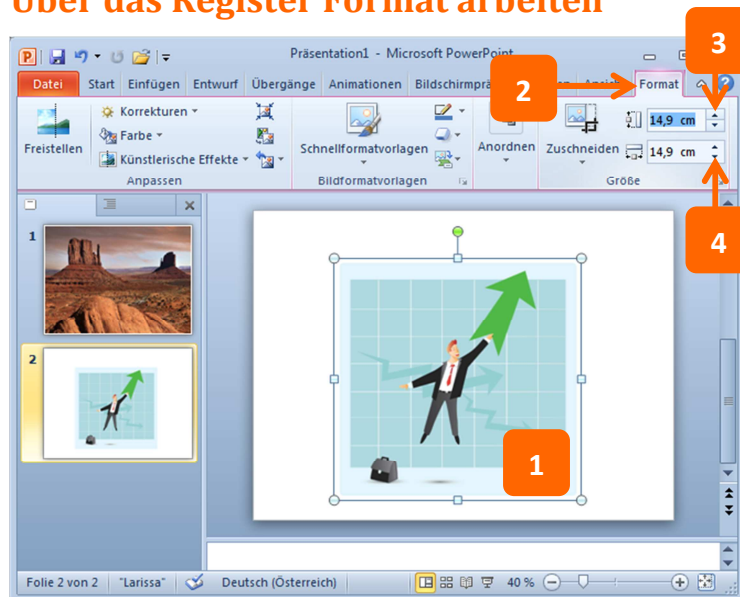 Über das Register Format arbeiten
3
Präsentation1 - Microsoft PowerPoint
2
Datei Start Einfügen Entwurf Übergänge Animationen Format
Korrekturen
Farbe
Künstlerische Effekte
Freistellen
Anpassen
Schnellformatvorlagen
Bildformatvorlagen
Anordnen
Zuschneiden
14,9 cm
14,9 cm
Größe
4
1
2
1
Folie 2 von 2 "Larissa" Deutsch (Österreich) 40 %